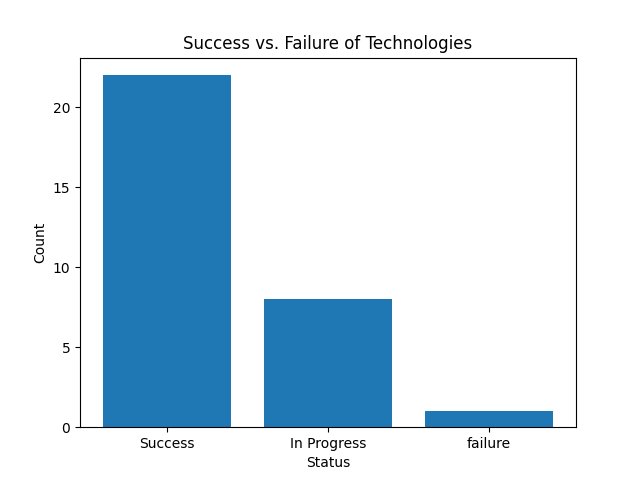 Success vs. Failure of Technologies
20
15
10
5
0
Count
Success
In Progress
failure
Status